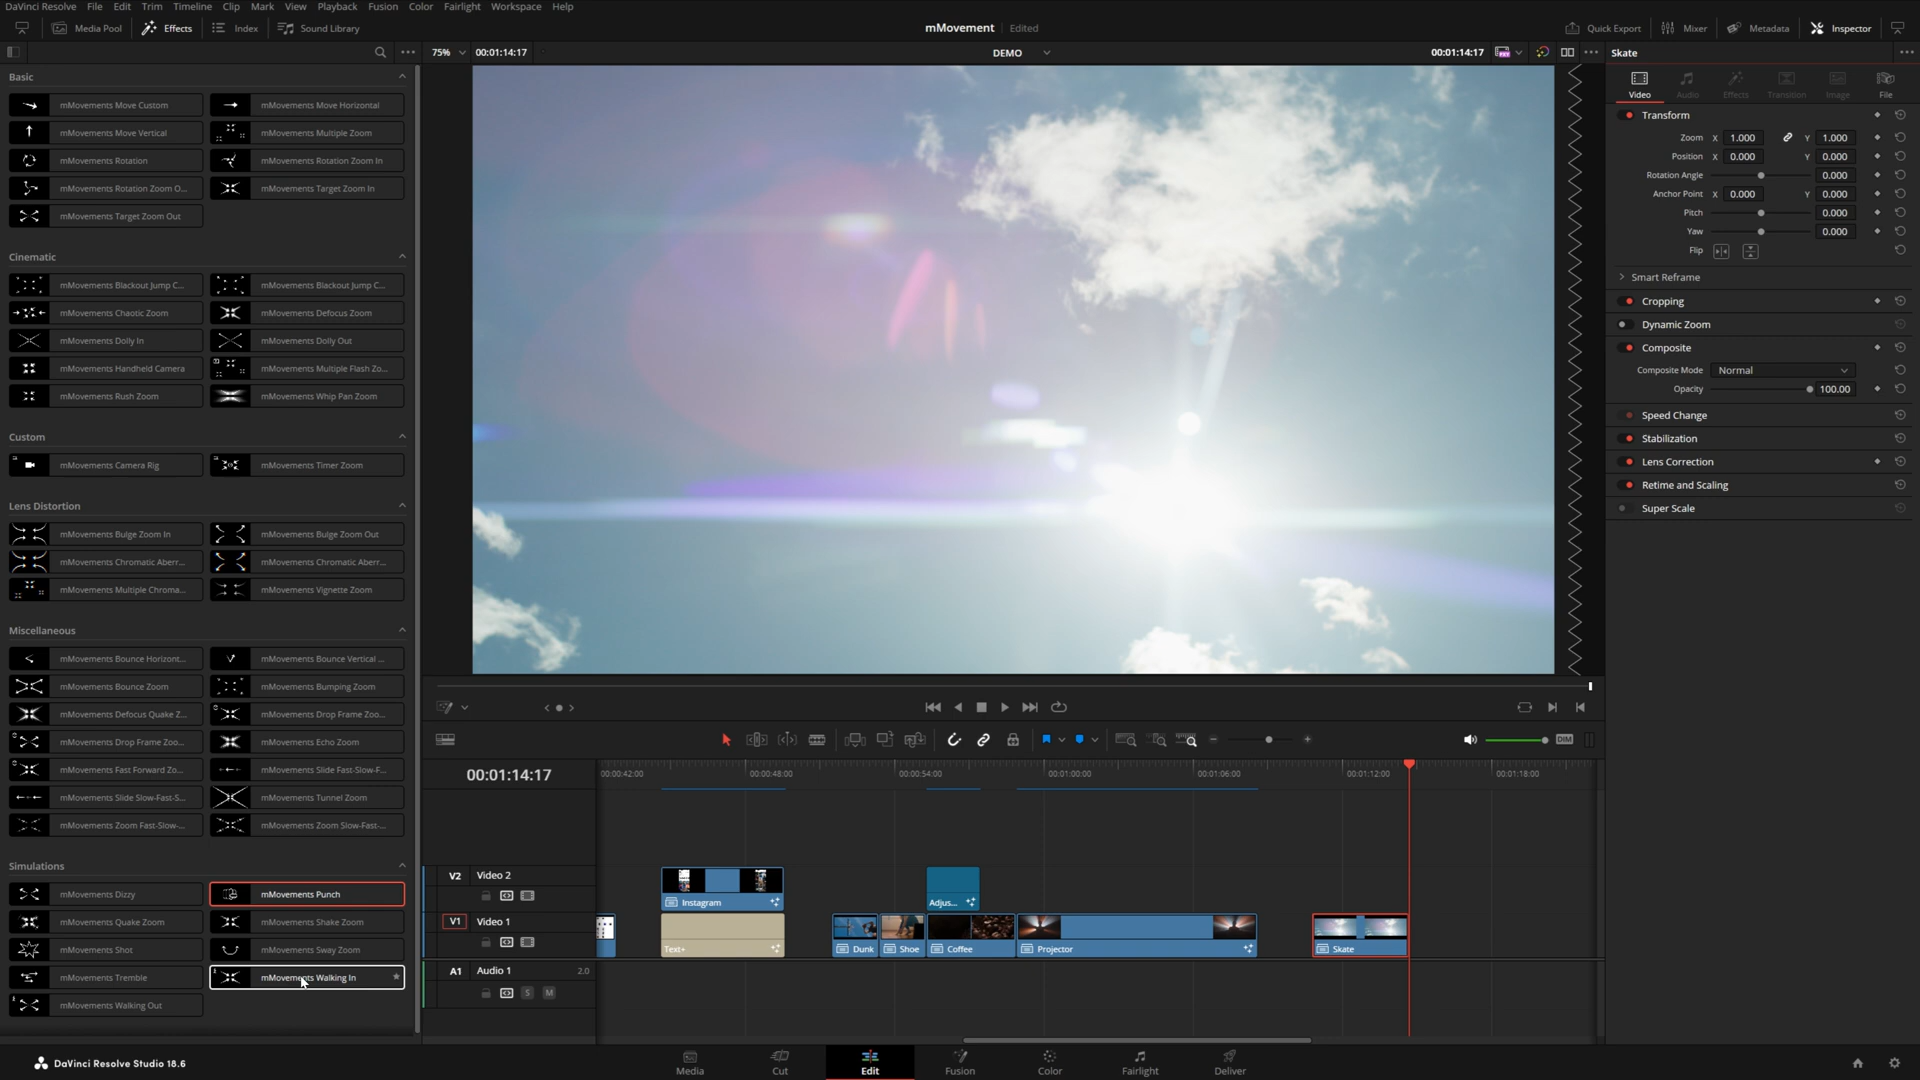 DaVinci Resolve File Edit Trim Timeline Clip Mark View Playback Fusion Color Fairlight Workspace Help
Media Pool Effects Index Sound Library mMovement Edited Quick Export Mixer Metadata Inspector
75% 00:01:14:17 DEMO 00:01:14:17 Skate
Basic
mMovements Move Custom mMovements Move Horizontal
mMovements Move Vertical mMovements Multiple Zoom
mMovements Rotation mMovements Rotation Zoom In
mMovements Rotation Zoom O... mMovements Target Zoom In
mMovements Target Zoom Out
Cinematic
mMovements Blackout Jump C... mMovements Blackout Jump C...
mMovements Chaotic Zoom mMovements Defocus Zoom
mMovements Dolly In mMovements Dolly Out
mMovements Handheld Camera mMovements Multiple Flash Zo...
mMovements Rush Zoom mMovements Whip Pan Zoom
Custom
mMovements Camera Rig mMovements Timer Zoom
Lens Distortion
mMovements Bulge Zoom In mMovements Bulge Zoom Out
mMovements Chromatic Aberr... mMovements Chromatic Aberr...
mMovements Multiple Chroma... mMovements Vignette Zoom
Miscellaneous
mMovements Bounce Horizont... mMovements Bounce Vertical ...
mMovements Bounce Zoom mMovements Bumping Zoom
mMovements Defocus Quake Z... mMovements Drop Frame Zoo...
mMovements Drop Frame Zoo... mMovements Echo Zoom
mMovements Fast Forward Zo... mMovements Slide Fast-Slow-F...
mMovements Slide Slow-Fast-S... mMovements Tunnel Zoom
mMovements Zoom Fast-Slow-... mMovements Zoom Slow-Fast-...
Simulations
mMovements Dizzy mMovements Punch
mMovements Quake Zoom mMovements Shake Zoom
mMovements Shot mMovements Sway Zoom
mMovements Tremble mMovements Walking In
mMovements Walking Out
Video Audio Effects Transition Image File
Transform
Zoom X 1.000 Y 1.000
Position X 0.000 Y 0.000
Rotation Angle 0.000
Anchor Point X 0.000 Y 0.000
Pitch 0.000
Yaw 0.000
Flip
Smart Reframe
Cropping
Dynamic Zoom
Composite
Composite Mode Normal
Opacity 100.00
Speed Change
Stabilization
Lens Correction
Retime and Scaling
Super Scale
DIM
00:01:14:17 00:00:42:00 00:00:48:00 00:00:54:00 00:01:00:00 00:01:06:00 00:01:12:00 00:01:18:00
V2 Video 2
Instagram Adjus...
V1 Video 1
Text+ Dunk Shoe Coffee Projector Skate
A1 Audio 1 2.0
S M
DaVinci Resolve Studio 18.6
Media Cut Edit Fusion Color Fairlight Deliver